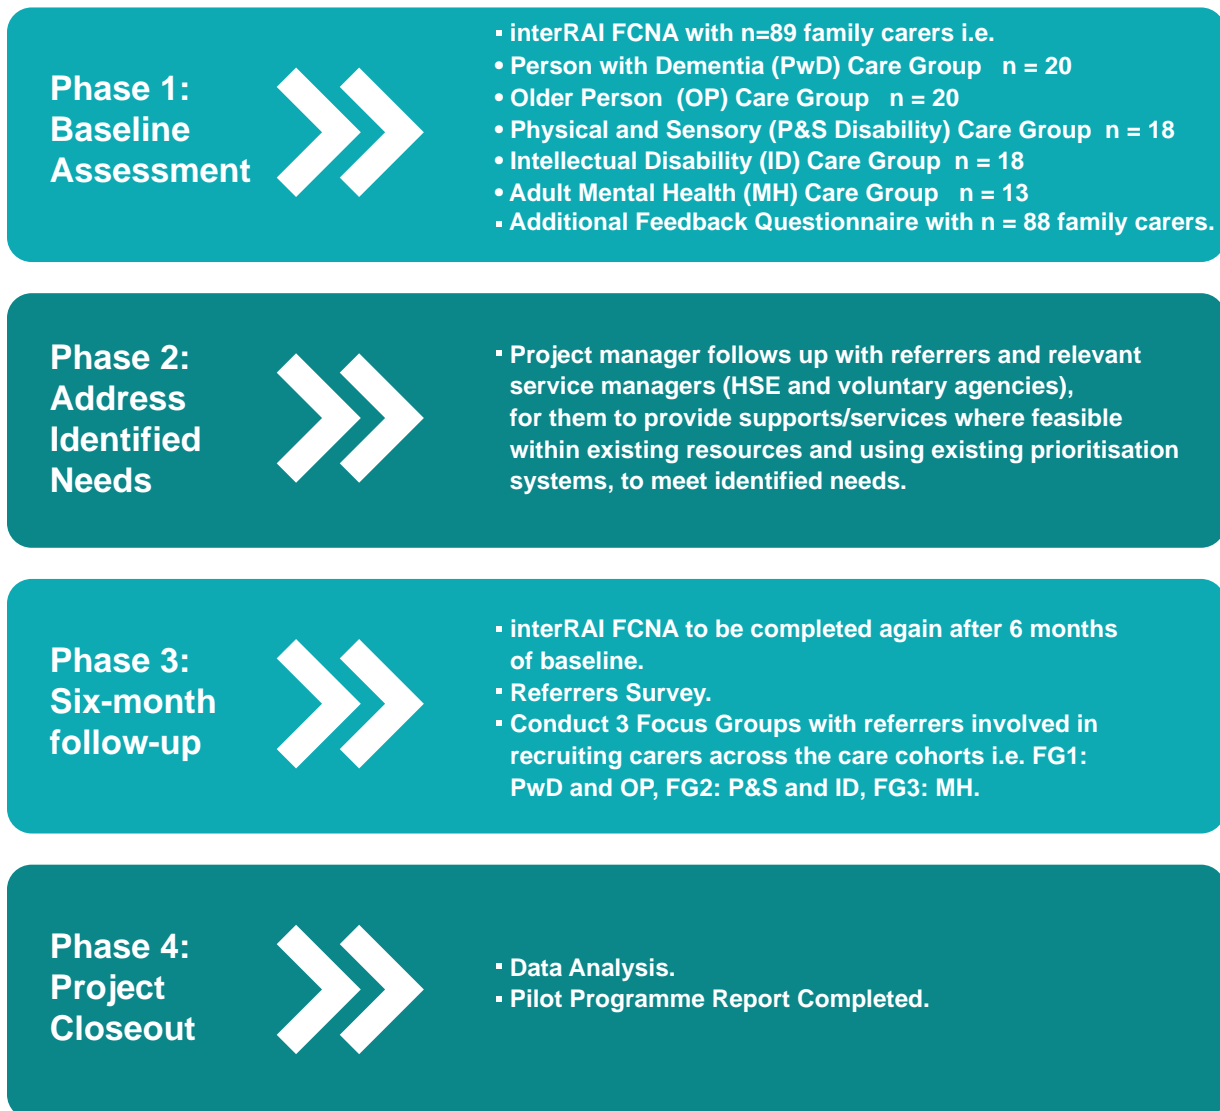 Phase 1:
Baseline
Assessment
▪ interRAI FCNA with n=89 family carers i.e.
• Person with Dementia (PwD) Care Group   n = 20
• Older Person  (OP) Care Group   n = 20
• Physical and Sensory (P&S Disability) Care Group  n = 18
• Intellectual Disability (ID) Care Group  n = 18
• Adult Mental Health (MH) Care Group   n = 13
▪ Additional Feedback Questionnaire with n = 88 family carers.
Phase 2:
Address
Identified
Needs
▪ Project manager follows up with referrers and relevant
service managers (HSE and voluntary agencies),
for them to provide supports/services where feasible
within existing resources and using existing prioritisation
systems, to meet identified needs.
Phase 3:
Six-month
follow-up
▪ interRAI FCNA to be completed again after 6 months
of baseline.
▪ Referrers Survey.
▪ Conduct 3 Focus Groups with referrers involved in
recruiting carers across the care cohorts i.e. FG1:
PwD and OP, FG2: P&S and ID, FG3: MH.
Phase 4:
Project
Closeout
▪ Data Analysis.
▪ Pilot Programme Report Completed.